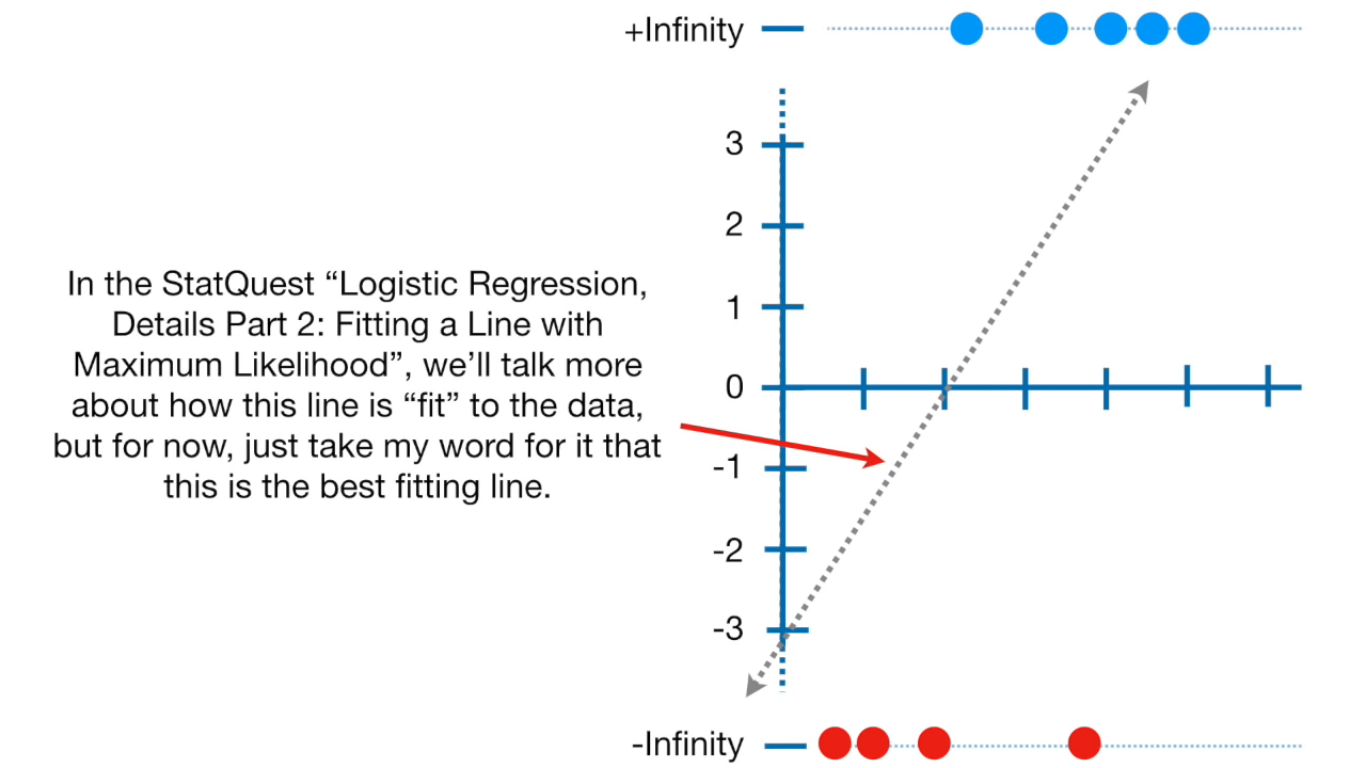 +Infinity
3
2
1
0
-1
-2
-3
-Infinity
In the StatQuest “Logistic Regression,
Details Part 2: Fitting a Line with
Maximum Likelihood”, we’ll talk more
about how this line is “fit” to the data,
but for now, just take my word for it that
this is the best fitting line.